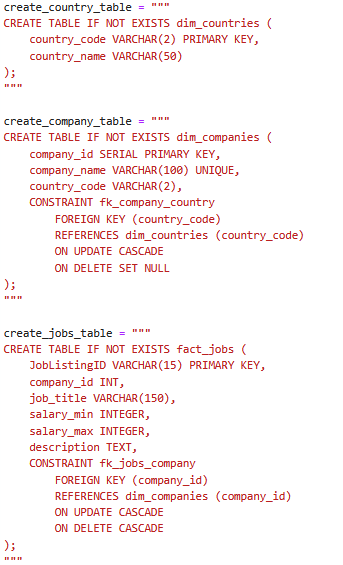 create_country_table = """
CREATE TABLE IF NOT EXISTS dim_countries (
    country_code VARCHAR(2) PRIMARY KEY,
    country_name VARCHAR(50)
);
"""

create_company_table = """
CREATE TABLE IF NOT EXISTS dim_companies (
    company_id SERIAL PRIMARY KEY,
    company_name VARCHAR(100) UNIQUE,
    country_code VARCHAR(2),
    CONSTRAINT fk_company_country
        FOREIGN KEY (country_code)
        REFERENCES dim_countries (country_code)
        ON UPDATE CASCADE
        ON DELETE SET NULL
);
"""

create_jobs_table = """
CREATE TABLE IF NOT EXISTS fact_jobs (
    JobListingID VARCHAR(15) PRIMARY KEY,
    company_id INT,
    job_title VARCHAR(150),
    salary_min INTEGER,
    salary_max INTEGER,
    description TEXT,
    CONSTRAINT fk_jobs_company
        FOREIGN KEY (company_id)
        REFERENCES dim_companies (company_id)
        ON UPDATE CASCADE
        ON DELETE CASCADE
);
"""